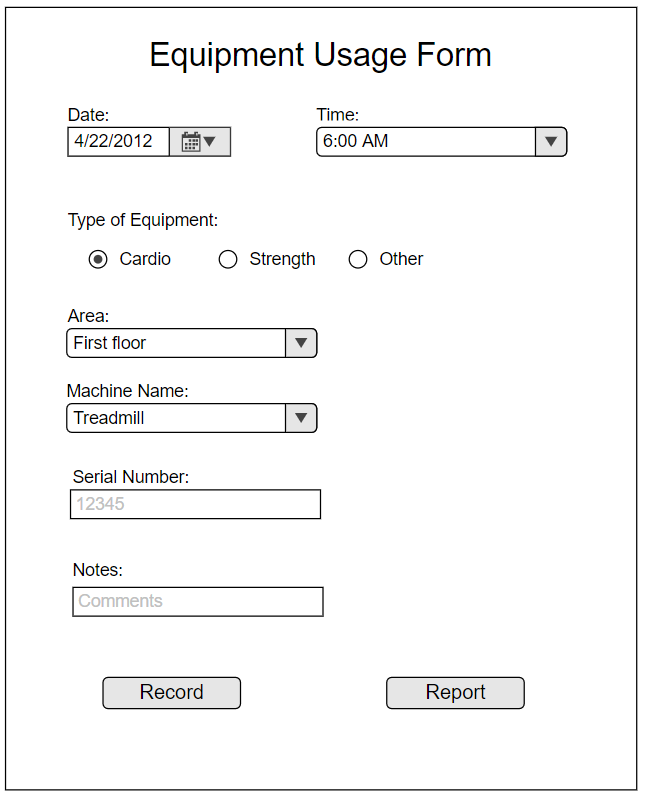 Equipment Usage Form
Date: Time:
4/22/2012 6:00 AM
Type of Equipment:
Cardio Strength Other
Area:
First floor
Machine Name:
Treadmill
Serial Number:
12345
Notes:
Comments
Record Report